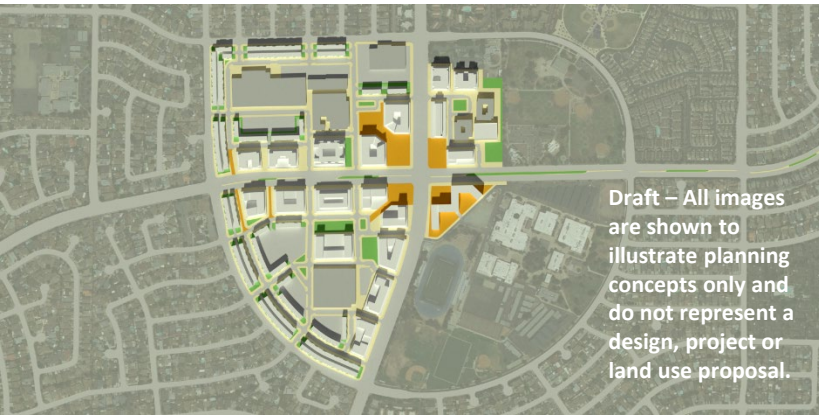 Draft – All images
are shown to
illustrate planning
concepts only and
do not represent a
design, project or
land use proposal.